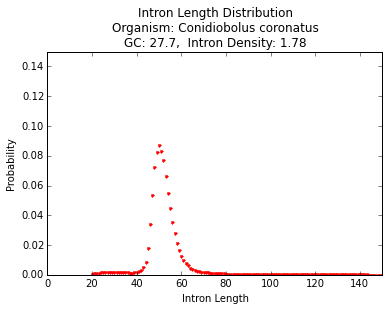 Intron Length Distribution
Organism: Conidiobolus coronatus
GC: 27.7,  Intron Density: 1.78
0.14
0.12
0.10
0.08
0.06
0.04
0.02
0.00
Probability
0 20 40 60 80 100 120 140
Intron Length